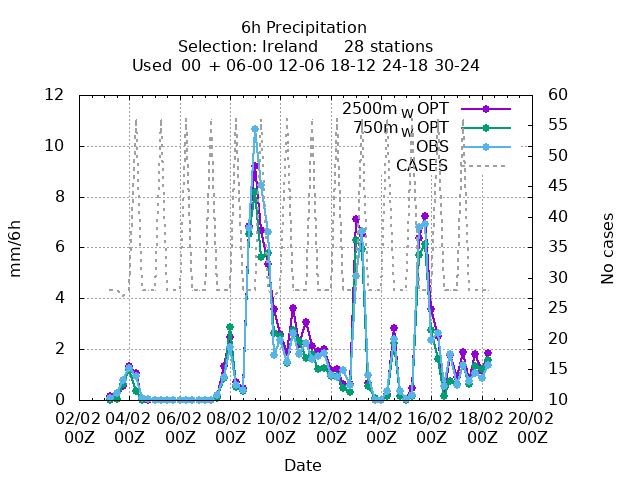 6h Precipitation
Selection: Ireland 28 stations
Used 00 + 06-00 12-06 18-12 24-18 30-24
2500m w OPT
750m w OPT
OBS
CASES
mm/6h
12
10
8
6
4
2
0
No cases
60
55
50
45
40
35
30
25
20
15
10
02/02 04/02 06/02 08/02 10/02 12/02 14/02 16/02 18/02 20/02
00Z 00Z 00Z 00Z 00Z 00Z 00Z 00Z 00Z 00Z
Date